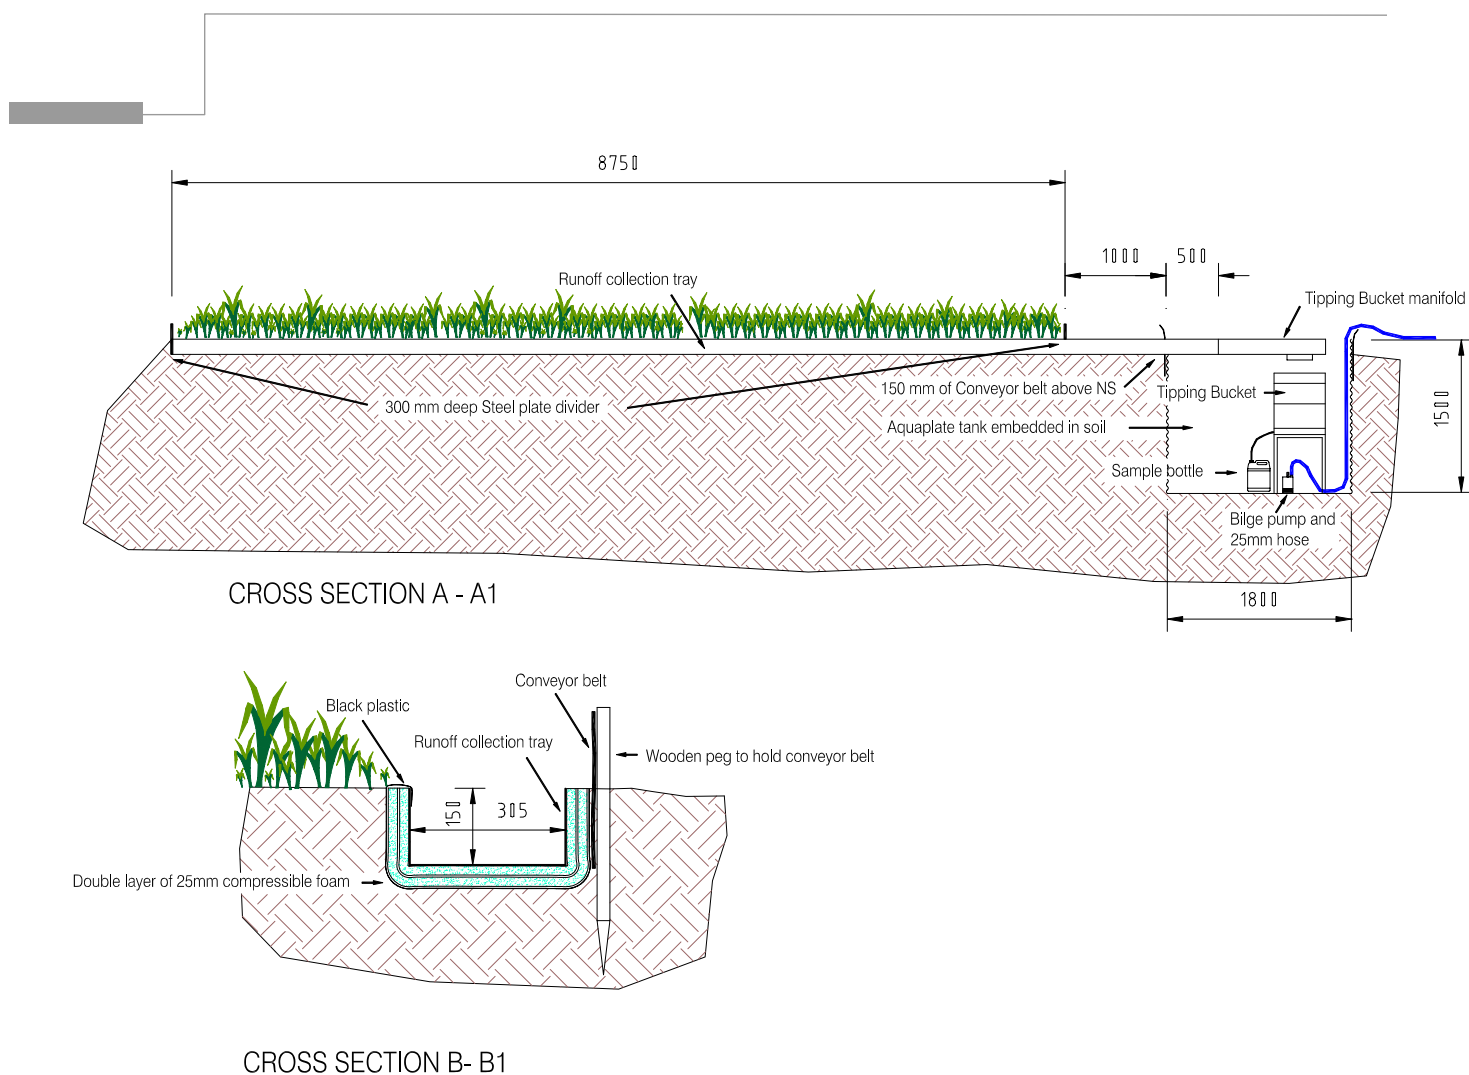 8750
1000
500
Runoff collection tray
Tipping Bucket manifold
150 mm of Conveyor belt above NS
Tipping Bucket
300 mm deep Steel plate divider
1500
Aquaplate tank embedded in soil
Sample bottle
Bilge pump and
25mm hose
CROSS SECTION A - A1
1800
Conveyor belt
Black plastic
Runoff collection tray
Wooden peg to hold conveyor belt
150
305
Double layer of 25mm compressible foam
CROSS SECTION B- B1